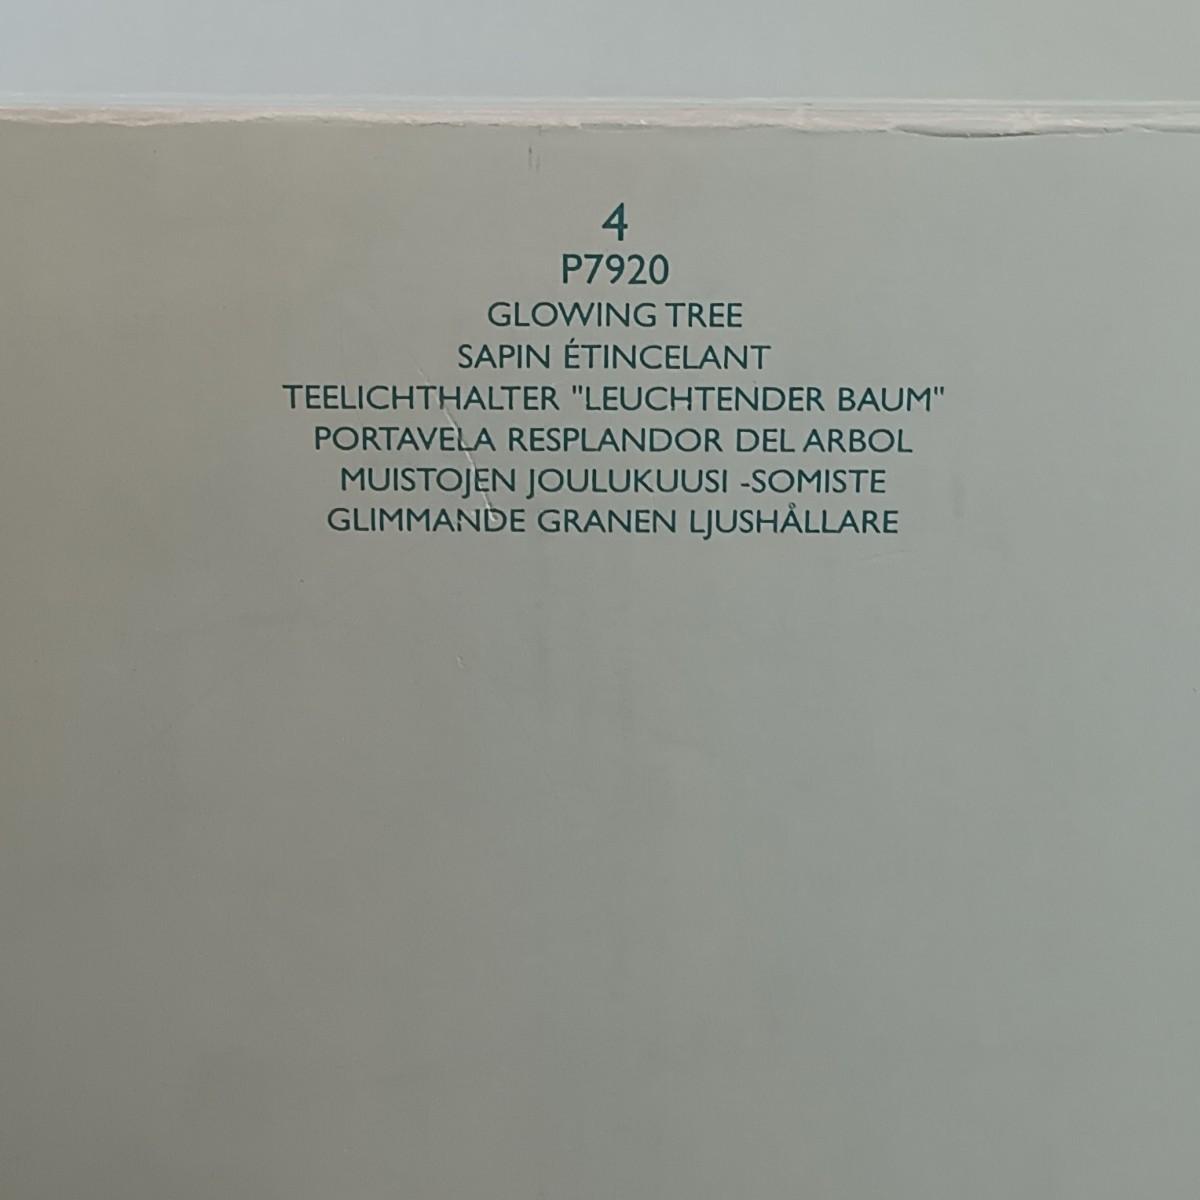 4
P7920
GLOWING TREE
SAPIN ÉTINCELANT
TEELICHTHALTER "LEUCHTENDER BAUM"
PORTAVELA RESPLANDOR DEL ARBOL
MUISTOJEN JOULUKUUSI -SOMISTE
GLIMMANDE GRANEN LJUSHÅLLARE